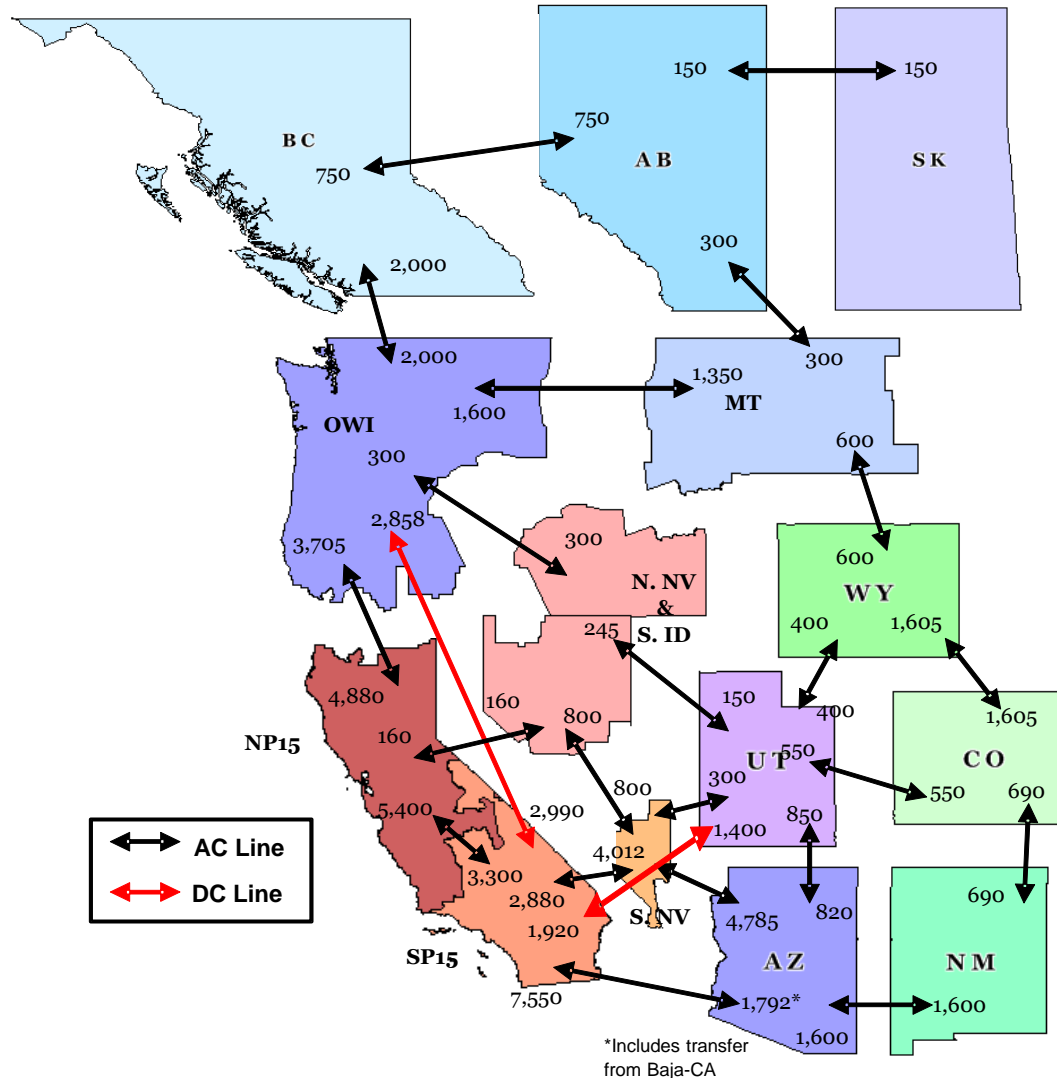 150
150
750
B C
A B
S K
750
300
2,000
2,000
300
1,350
MT
1,600
OWI
300
600
2,858
3,705
300
600
N. NV
&
S. ID
W Y
245
400
1,605
4,880
160
150
400
1,605
160
800
NP15
U T
550
C O
800
300
550
690
2,990
5,400
1,400
850
AC Line
4,012
3,300
DC Line
2,880
S. NV
4,785
820
690
1,920
SP15
A Z
N M
7,550
1,792*
1,600
1,600
*Includes transfer
from Baja-CA